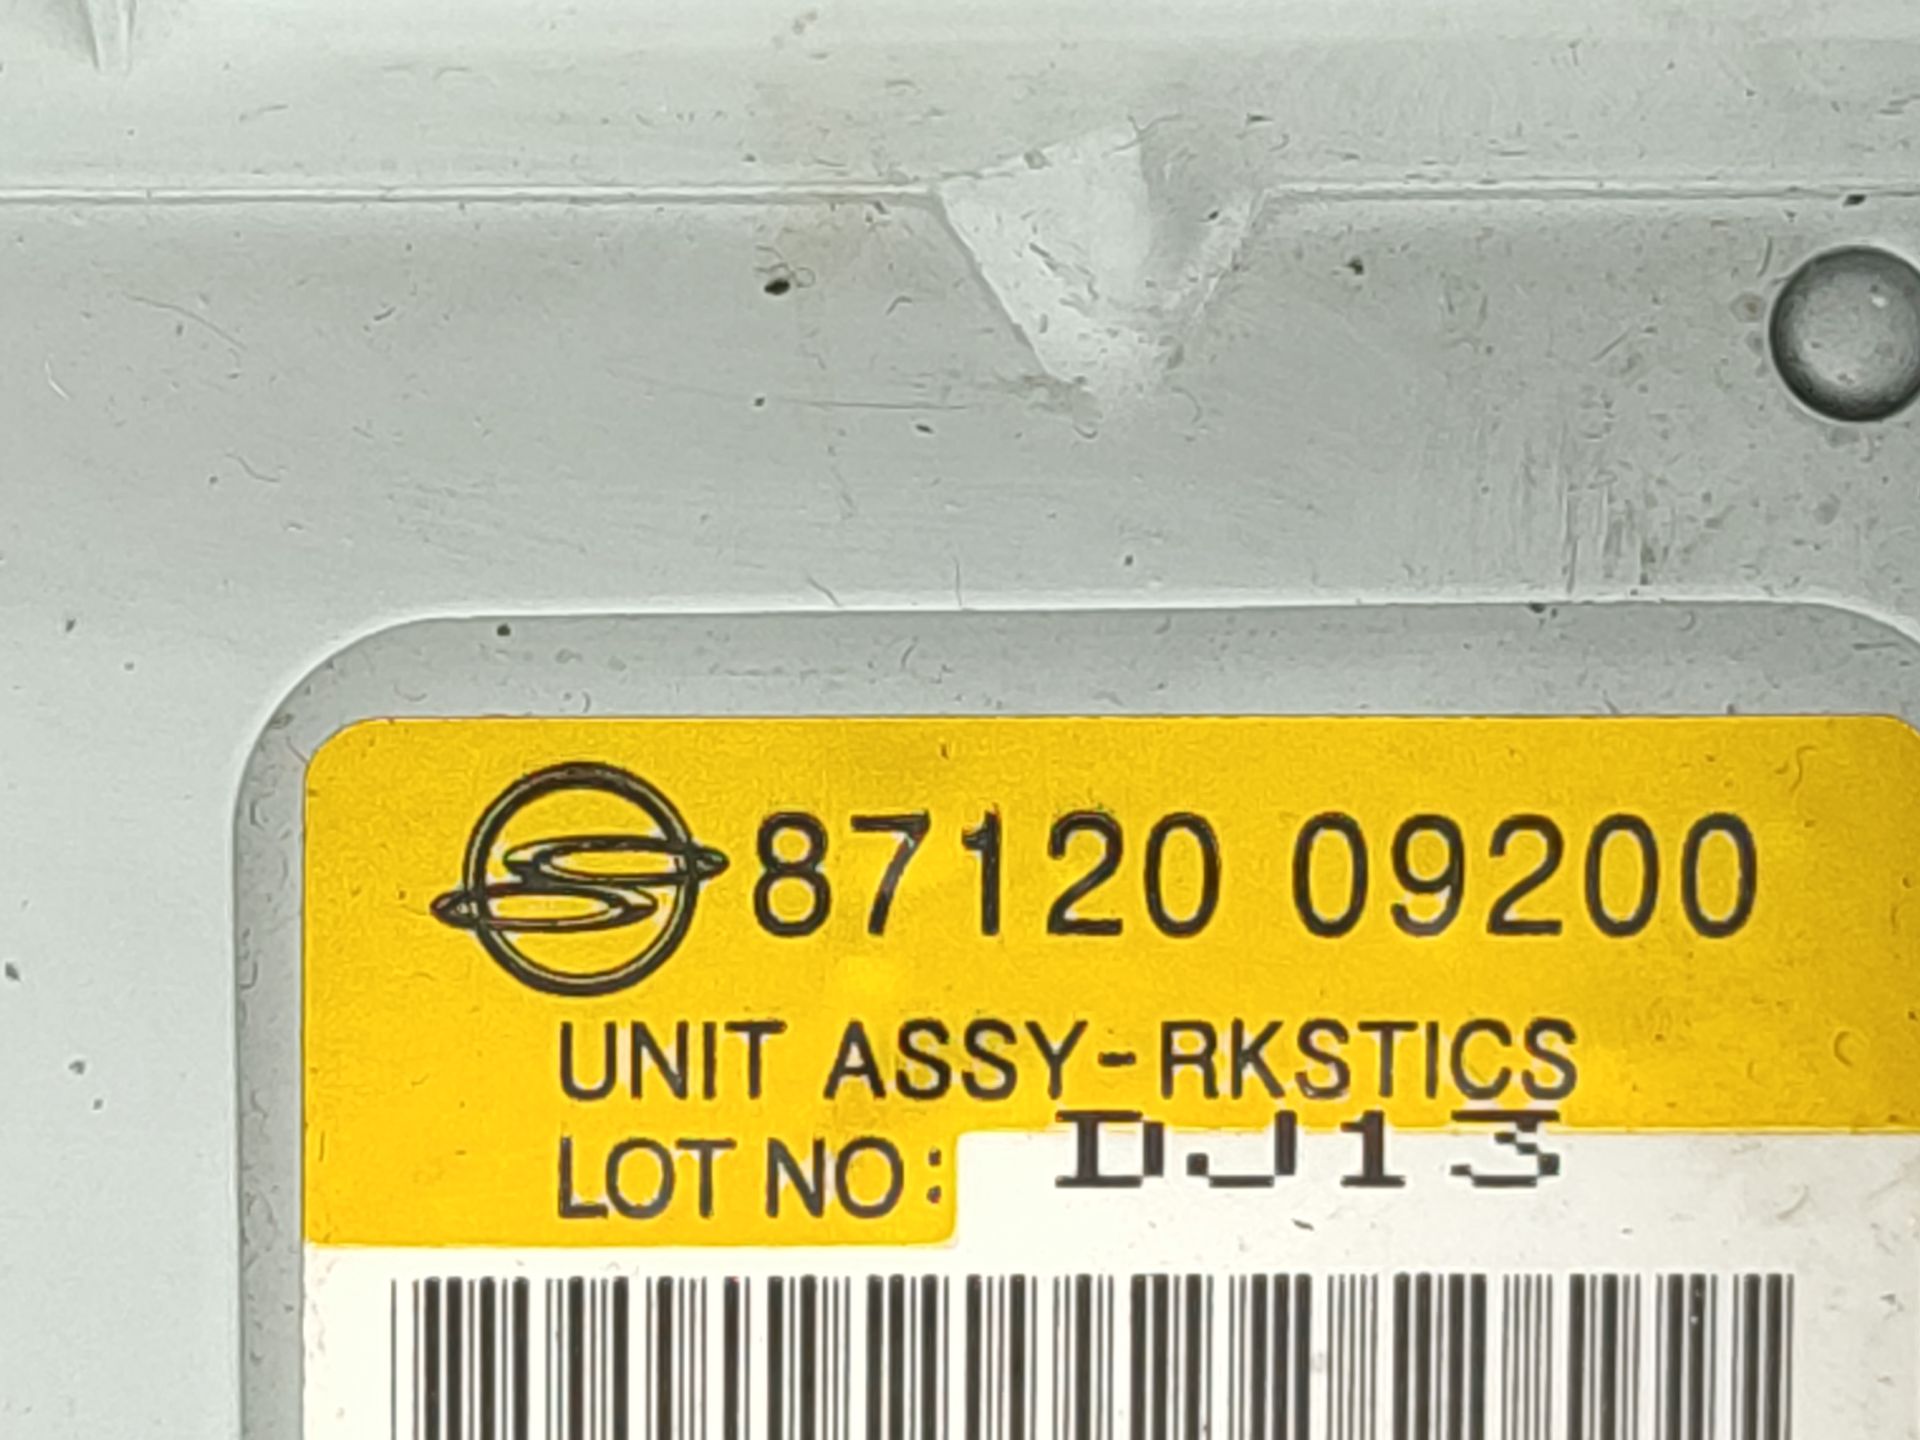 87120 09200
UNIT ASSY-RKSTICS
LOT NO: DJ13